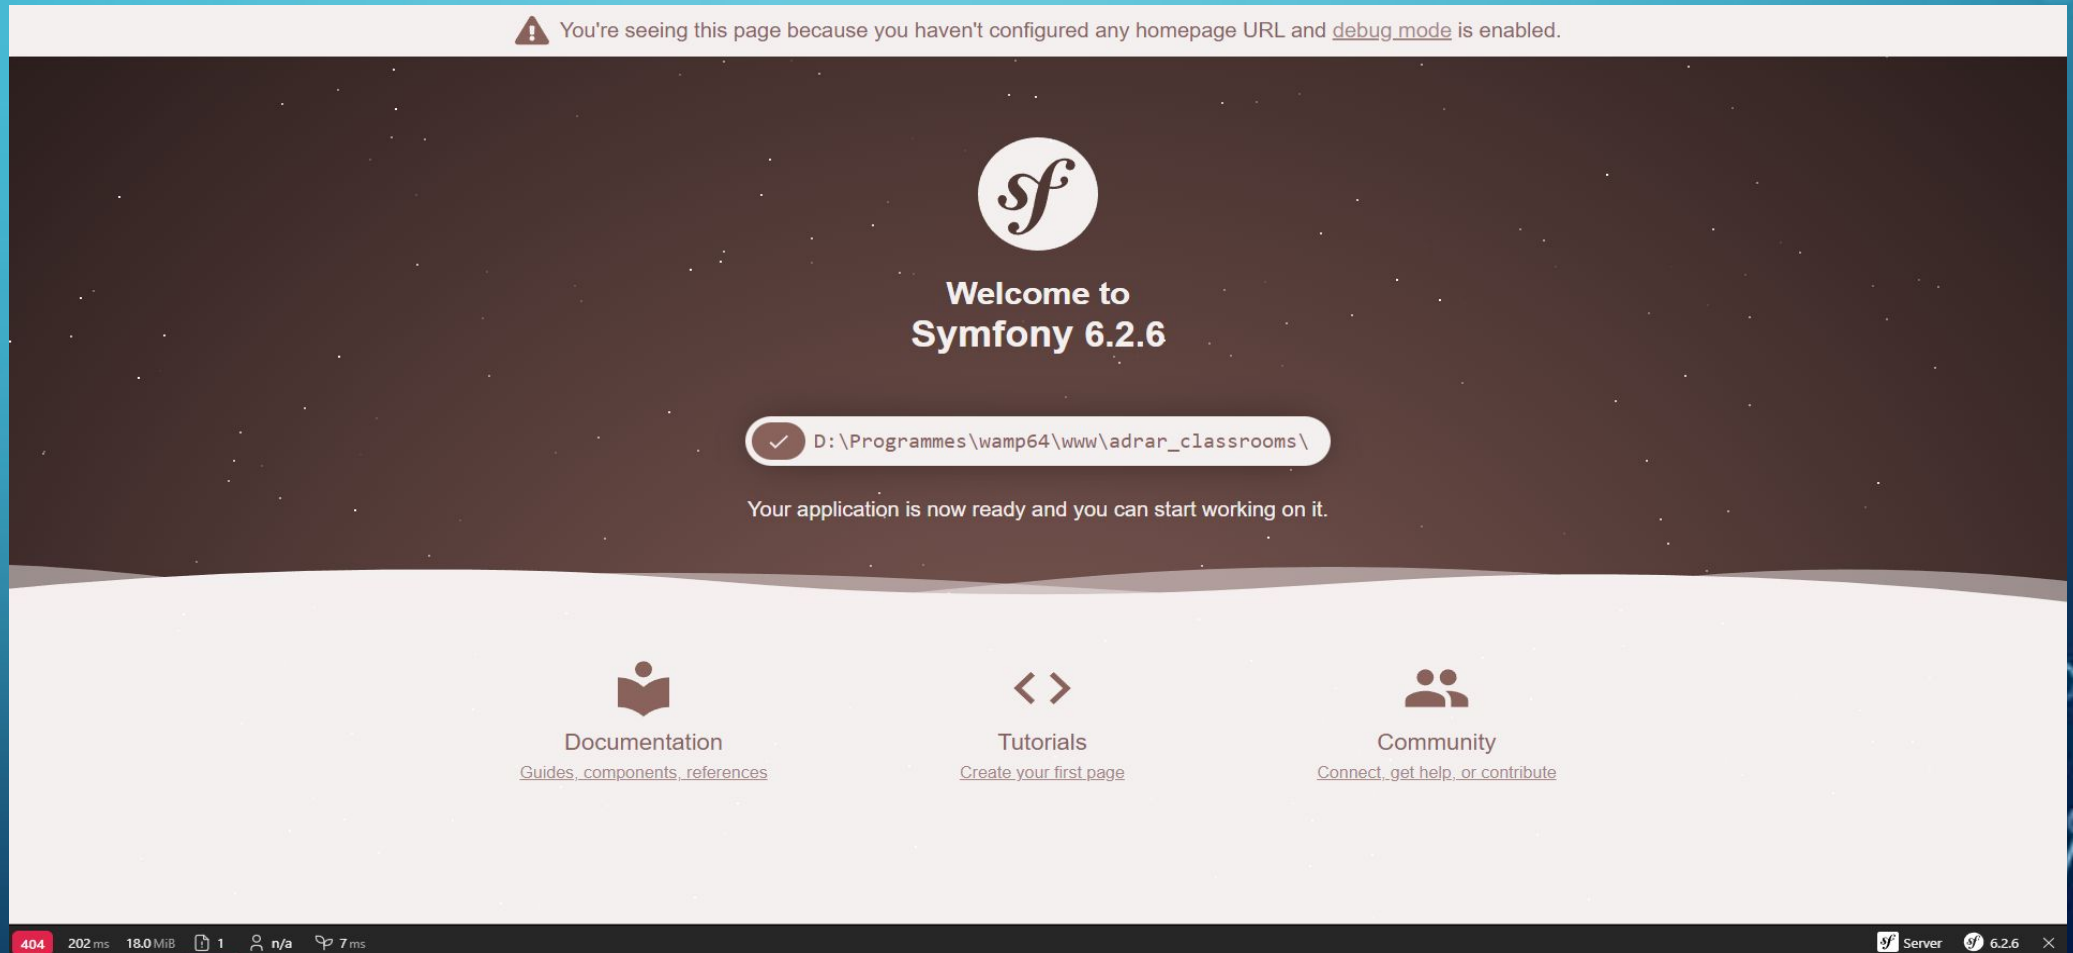 You're seeing this page because you haven't configured any homepage URL and debug mode is enabled.
sf
Welcome to
Symfony 6.2.6
D:\Programmes\wamp64\www\adrar_classrooms\
Your application is now ready and you can start working on it.
Documentation
Guides, components, references
Tutorials
Create your first page
Community
Connect, get help, or contribute
404 202 ms 18.0 MiB 1 n/a 7 ms sf Server sf 6.2.6